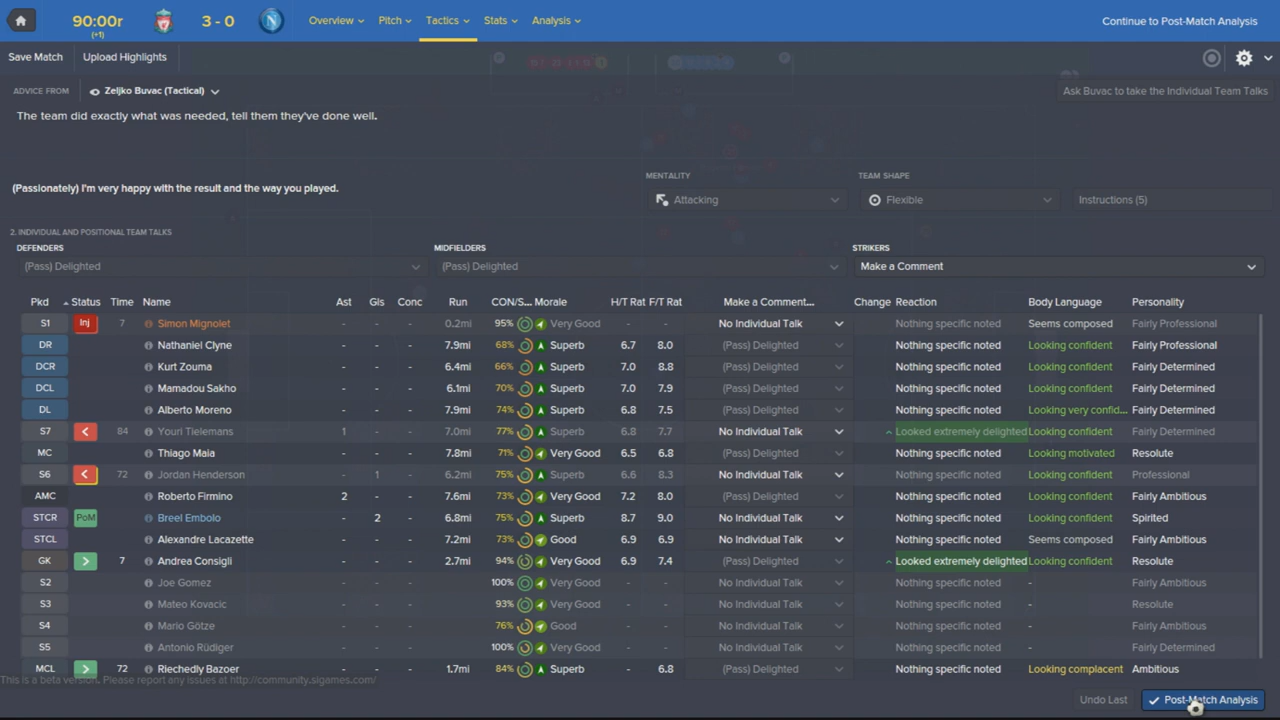 90:00r 3 - 0 Overview Pitch Tactics Stats Analysis Continue to Post-Match Analysis
(+1)
Save Match Upload Highlights
ADVICE FROM Zeljko Buvac (Tactical) Ask Buvac to take the Individual Team Talks
The team did exactly what was needed, tell them they've done well.
MENTALITY TEAM SHAPE
(Passionately) I'm very happy with the result and the way you played.
Attacking Flexible Instructions (5)
2. INDIVIDUAL AND POSITIONAL TEAM TALKS
DEFENDERS MIDFIELDERS STRIKERS
(Pass) Delighted (Pass) Delighted Make a Comment
Pkd Status Time Name Ast Gls Conc Run CON/S... Morale H/T Rat F/T Rat Make a Comment... Change Reaction Body Language Personality
S1 Inj 7 Simon Mignolet - - - 0.2mi 95% Very Good - - No Individual Talk Nothing specific noted Seems composed Fairly Professional
DR Nathaniel Clyne - - - 7.9mi 68% Superb 6.7 8.0 (Pass) Delighted Nothing specific noted Looking confident Fairly Professional
DCR Kurt Zouma - - - 6.4mi 66% Superb 7.0 8.8 (Pass) Delighted Nothing specific noted Looking confident Fairly Determined
DCL Mamadou Sakho - - - 6.1mi 70% Superb 7.0 7.9 (Pass) Delighted Nothing specific noted Looking confident Fairly Determined
DL Alberto Moreno - - - 7.9mi 74% Superb 6.8 7.5 (Pass) Delighted Nothing specific noted Looking very confid... Fairly Determined
S7 84 Youri Tielemans 1 - - 7.0mi 77% Superb 6.8 7.7 No Individual Talk Looked extremely delighted Looking confident Fairly Determined
MC Thiago Maia - - - 7.8mi 71% Very Good 6.5 6.8 (Pass) Delighted Nothing specific noted Looking motivated Resolute
S6 72 Jordan Henderson - 1 - 6.2mi 75% Superb 6.6 8.3 No Individual Talk Nothing specific noted Looking confident Professional
AMC Roberto Firmino 2 - - 7.6mi 73% Very Good 7.2 8.0 (Pass) Delighted Nothing specific noted Looking confident Fairly Ambitious
STCR PoM Breel Embolo - 2 - 6.8mi 75% Superb 8.7 9.0 No Individual Talk Nothing specific noted Looking confident Spirited
STCL Alexandre Lacazette - - - 7.2mi 73% Good 6.9 6.9 No Individual Talk Nothing specific noted Seems composed Fairly Ambitious
GK 7 Andrea Consigli - - - 2.7mi 94% Very Good 6.9 7.4 (Pass) Delighted Looked extremely delighted Looking confident Resolute
S2 Joe Gomez - - - 100% Very Good - - No Individual Talk Nothing specific noted - Fairly Ambitious
S3 Mateo Kovacic - - - 93% Very Good - - No Individual Talk Nothing specific noted - Resolute
S4 Mario Götze - - - 76% Good - - No Individual Talk Nothing specific noted - Fairly Ambitious
S5 Antonio Rüdiger - - - 100% Very Good - - No Individual Talk Nothing specific noted - Fairly Ambitious
MCL 72 Riechedly Bazoer - - - 1.7mi 84% Superb - 6.8 (Pass) Delighted Nothing specific noted Looking complacent Ambitious
This is a beta version. Please report any issues at http://community.sigames.com/
Undo Last Post-Match Analysis